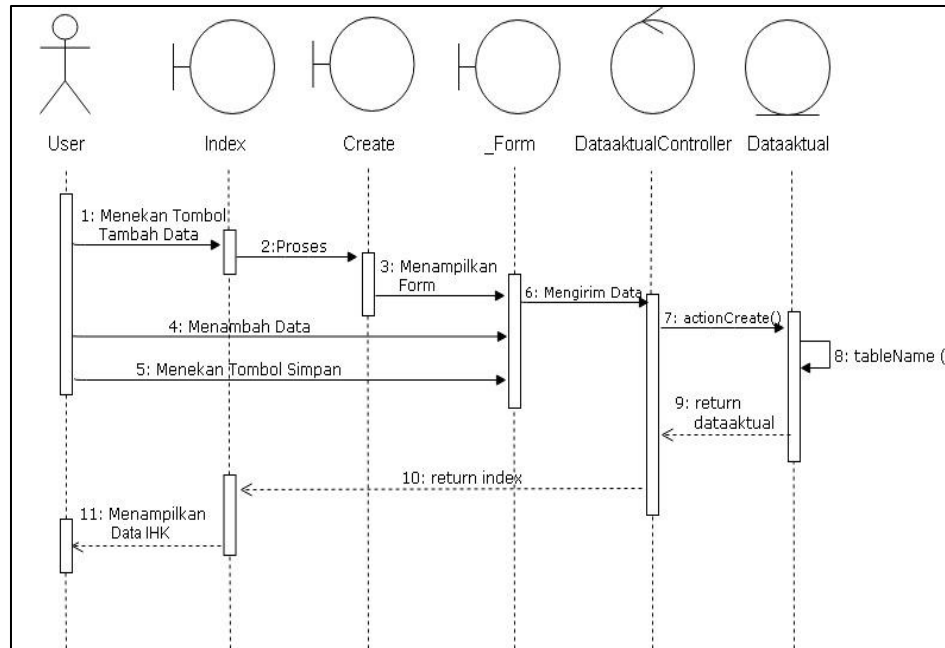 User
Index
Create
_Form
DataaktualController
Dataaktual
1: Menekan Tombol
Tambah Data
2:Proses
3: Menampilkan
Form
6: Mengirim Data
7: actionCreate()
4: Menambah Data
8: tableName (
5: Menekan Tombol Simpan
9: return
dataaktual
10: return index
11: Menampilkan
Data IHK